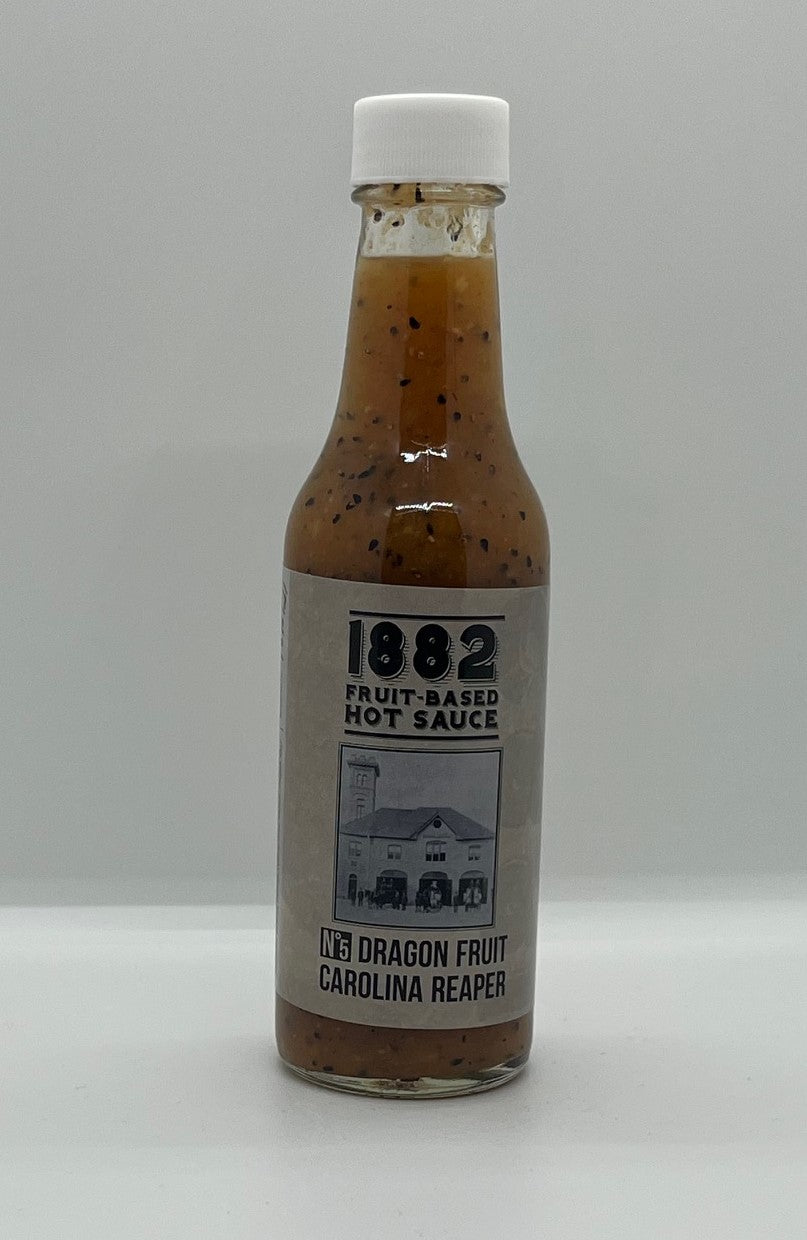 1882
FRUIT-BASED
HOT SAUCE
Nº5 DRAGON FRUIT
CAROLINA REAPER